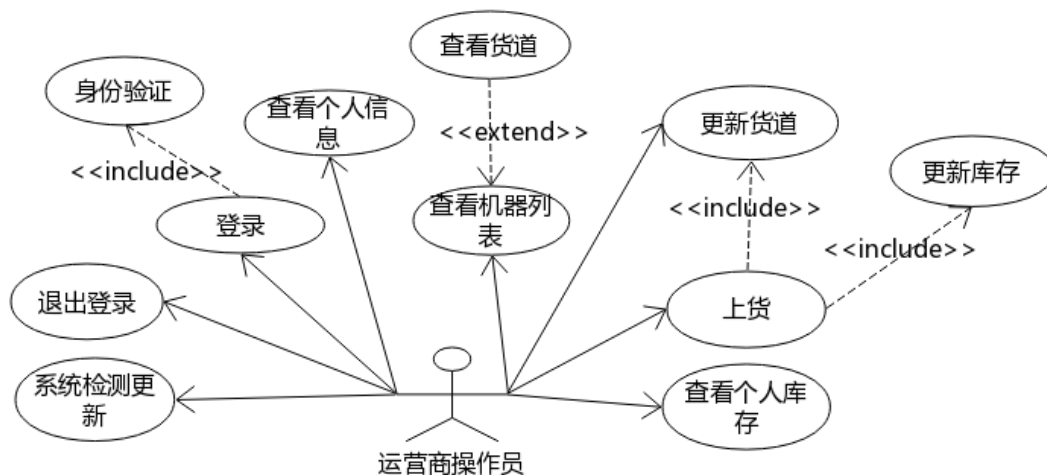 查看货道
身份验证
查看个人信
息
<<extend>>
更新货道
<<include>>
更新库存
登录
查看机器列
表
<<include>>
<<include>>
退出登录
上货
系统检测更
新
查看个人库
存
运营商操作员